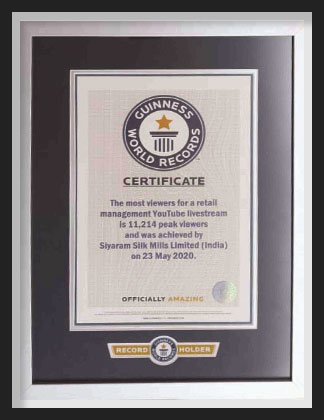 GUINNESS
WORLD RECORDS
CERTIFICATE
The most viewers for a retail
management YouTube livestream
is 11,214 peak viewers
and was achieved by
Siyaram Silk Mills Limited (India)
on 23 May 2020.
OFFICIALLY AMAZING
RECORD HOLDER